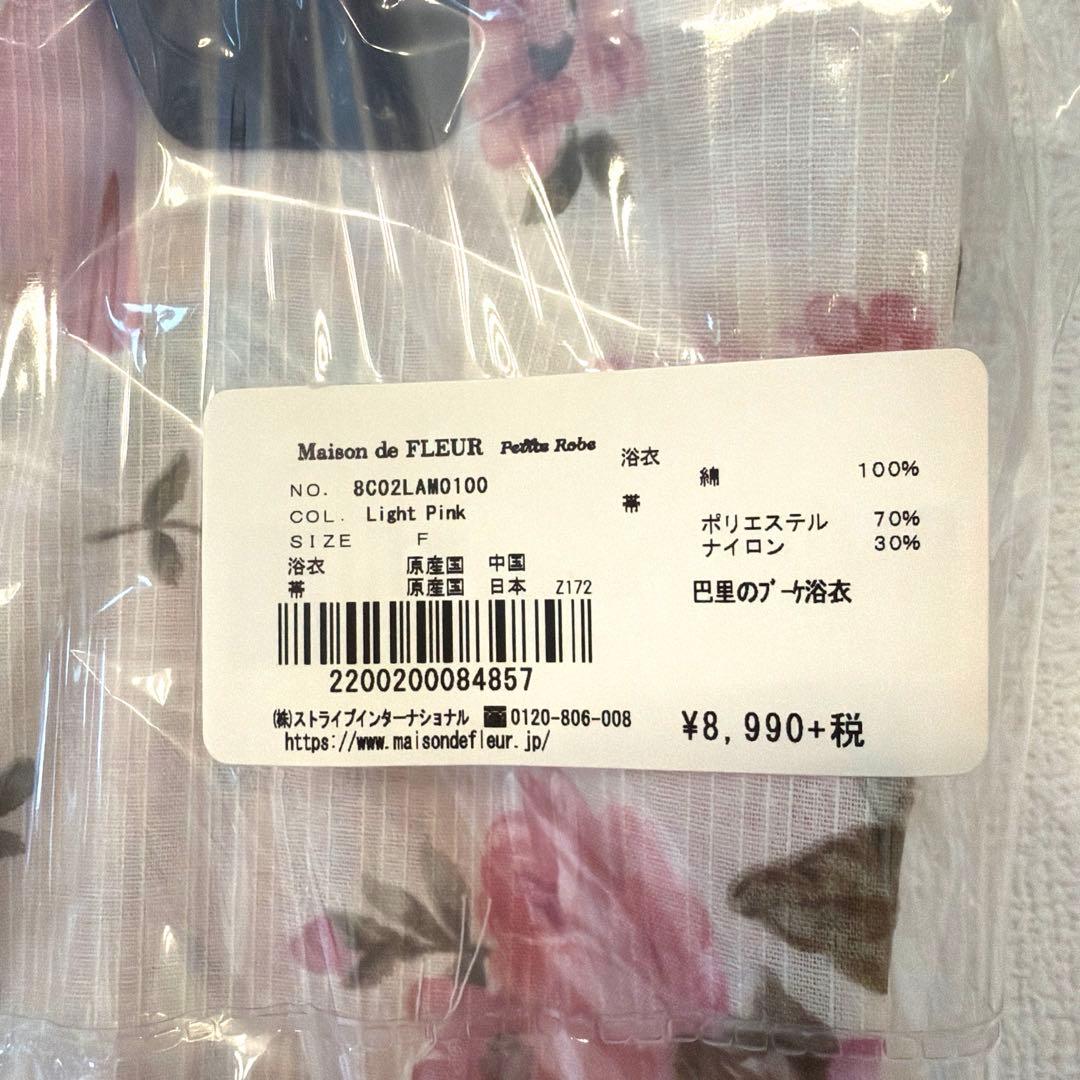 Maison de FLEUR Petite Robe
NO. 8C02LAM0100
COL. Light Pink
SIZE F
浴衣 原産国 中国
帯 原産国 日本 Z172
2200200084857
㈱ストライプインターナショナル ☎0120-806-008
https://www.maisondefleur.jp/
浴衣 綿 100%
帯 ポリエステル 70%
ナイロン 30%
巴里のブーケ浴衣
¥8,990+税